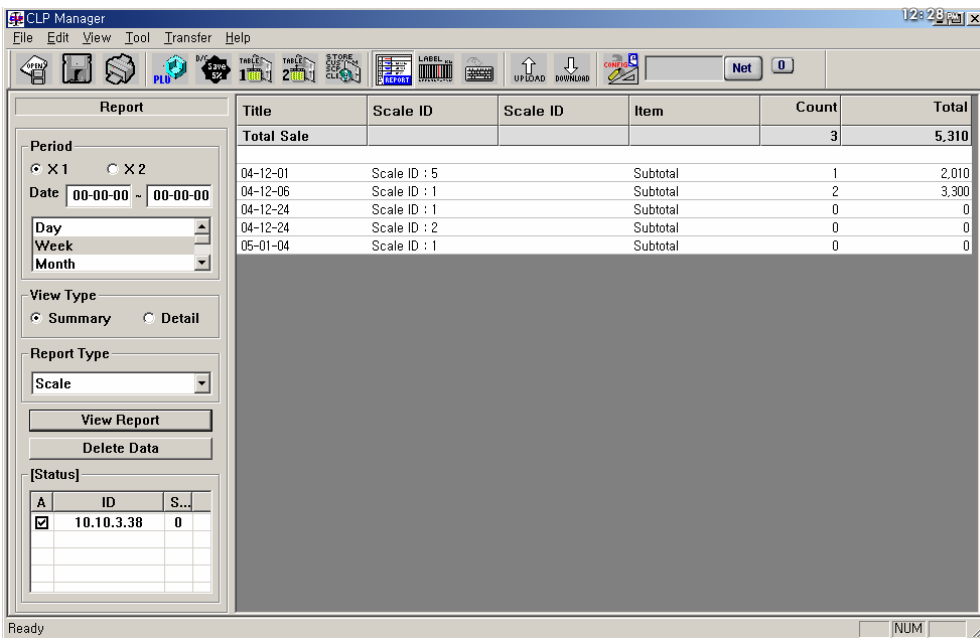 CLP Manager
12:28
File Edit View Tool Transfer Help
OPEN PLU D/C Save 5% TABLE 1 TABLE 2 REPORT LABEL UPLOAD DOWNLOAD CONFIG Net 0
Report
Period
X 1 X 2
Date 00-00-00 ~ 00-00-00
Day
Week
Month
View Type
Summary Detail
Report Type
Scale
View Report
Delete Data
[Status]
A ID S...
10.10.3.38 0
Title Scale ID Scale ID Item Count Total
Total Sale 3 5,310
04-12-01 Scale ID : 5 Subtotal 1 2,010
04-12-06 Scale ID : 1 Subtotal 2 3,300
04-12-24 Scale ID : 1 Subtotal 0 0
04-12-24 Scale ID : 2 Subtotal 0 0
05-01-04 Scale ID : 1 Subtotal 0 0
Ready NUM